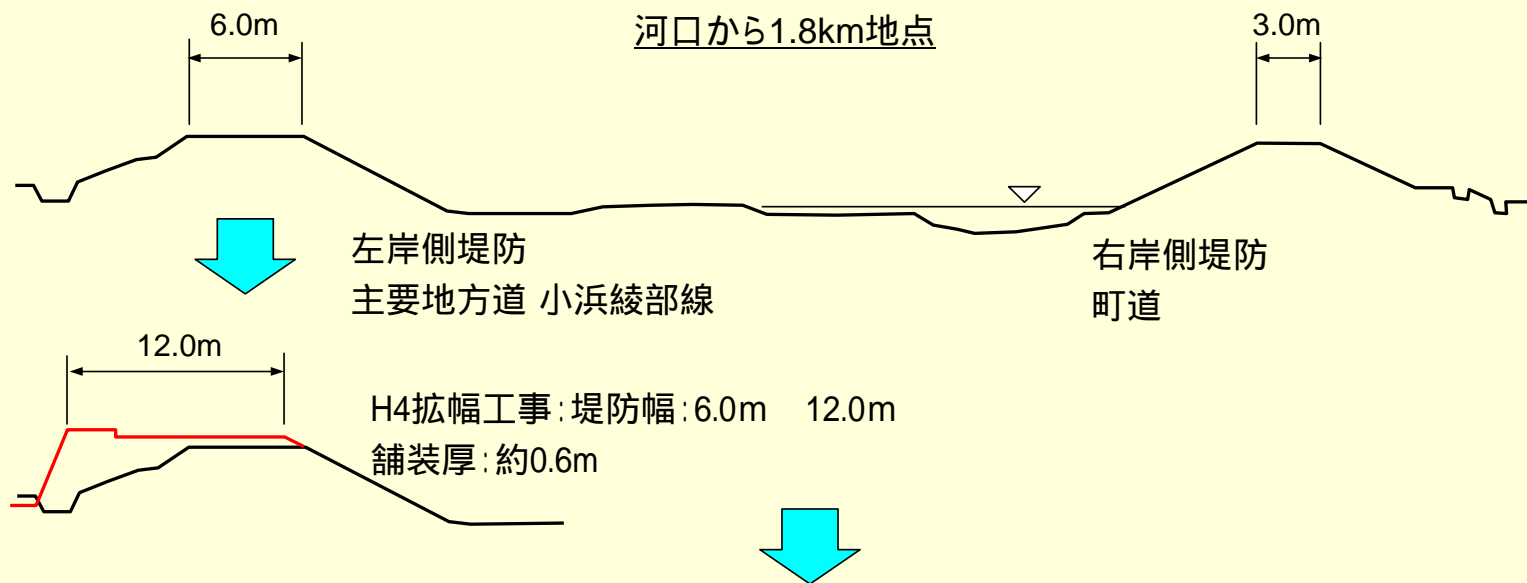 6.0m
河口から1.8km地点
3.0m
左岸側堤防
主要地方道 小浜綾部線
右岸側堤防
町道
12.0m
H4拡幅工事:堤防幅:6.0m 12.0m
舗装厚:約0.6m